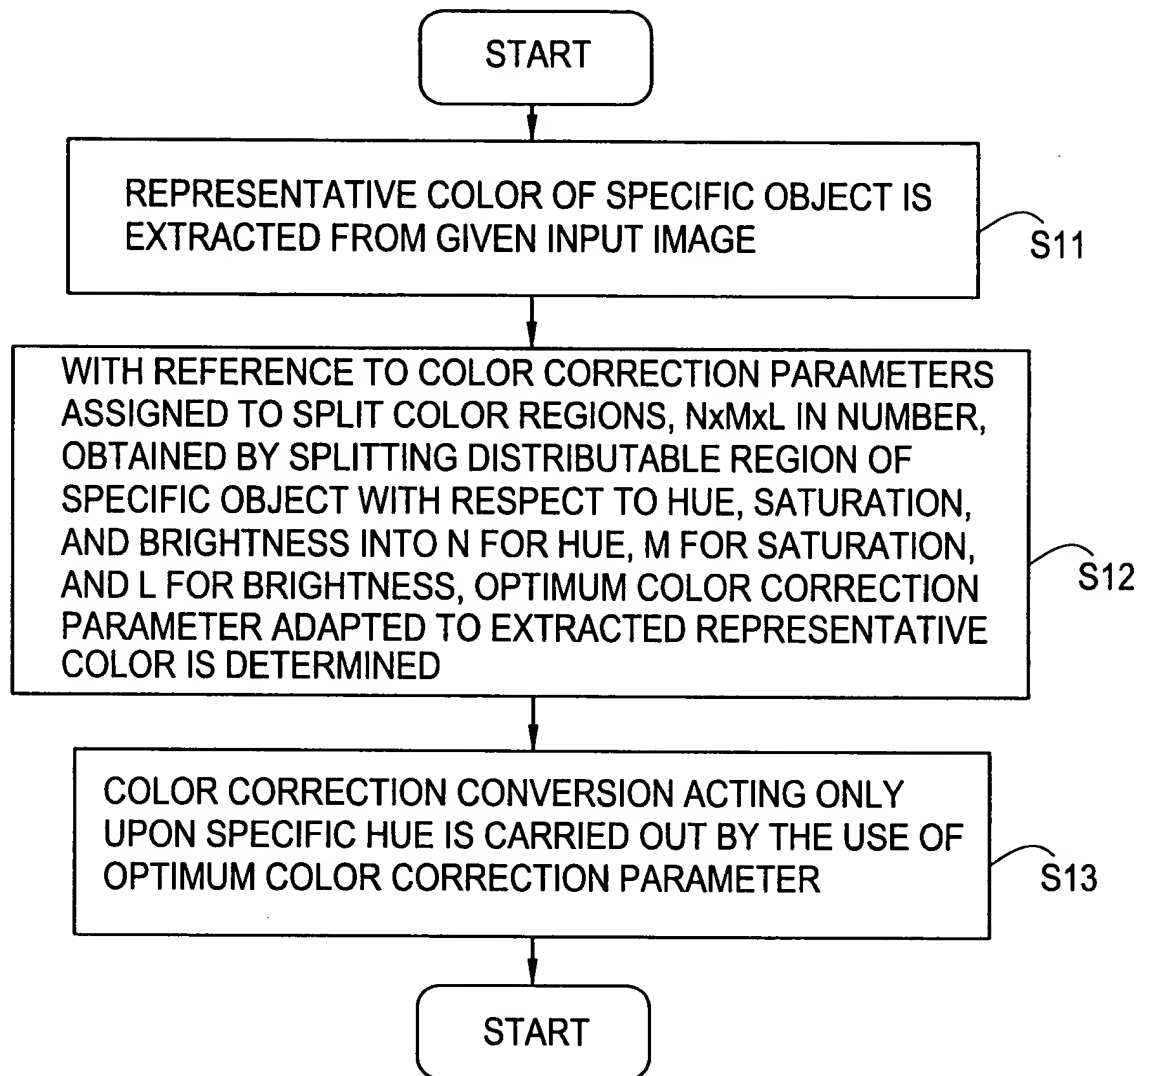 START
REPRESENTATIVE COLOR OF SPECIFIC OBJECT IS
EXTRACTED FROM GIVEN INPUT IMAGE
S11
WITH REFERENCE TO COLOR CORRECTION PARAMETERS
ASSIGNED TO SPLIT COLOR REGIONS, NxMxL IN NUMBER,
OBTAINED BY SPLITTING DISTRIBUTABLE REGION OF
SPECIFIC OBJECT WITH RESPECT TO HUE, SATURATION,
AND BRIGHTNESS INTO N FOR HUE, M FOR SATURATION,
AND L FOR BRIGHTNESS, OPTIMUM COLOR CORRECTION
PARAMETER ADAPTED TO EXTRACTED REPRESENTATIVE
COLOR IS DETERMINED
S12
COLOR CORRECTION CONVERSION ACTING ONLY
UPON SPECIFIC HUE IS CARRIED OUT BY THE USE OF
OPTIMUM COLOR CORRECTION PARAMETER
S13
START